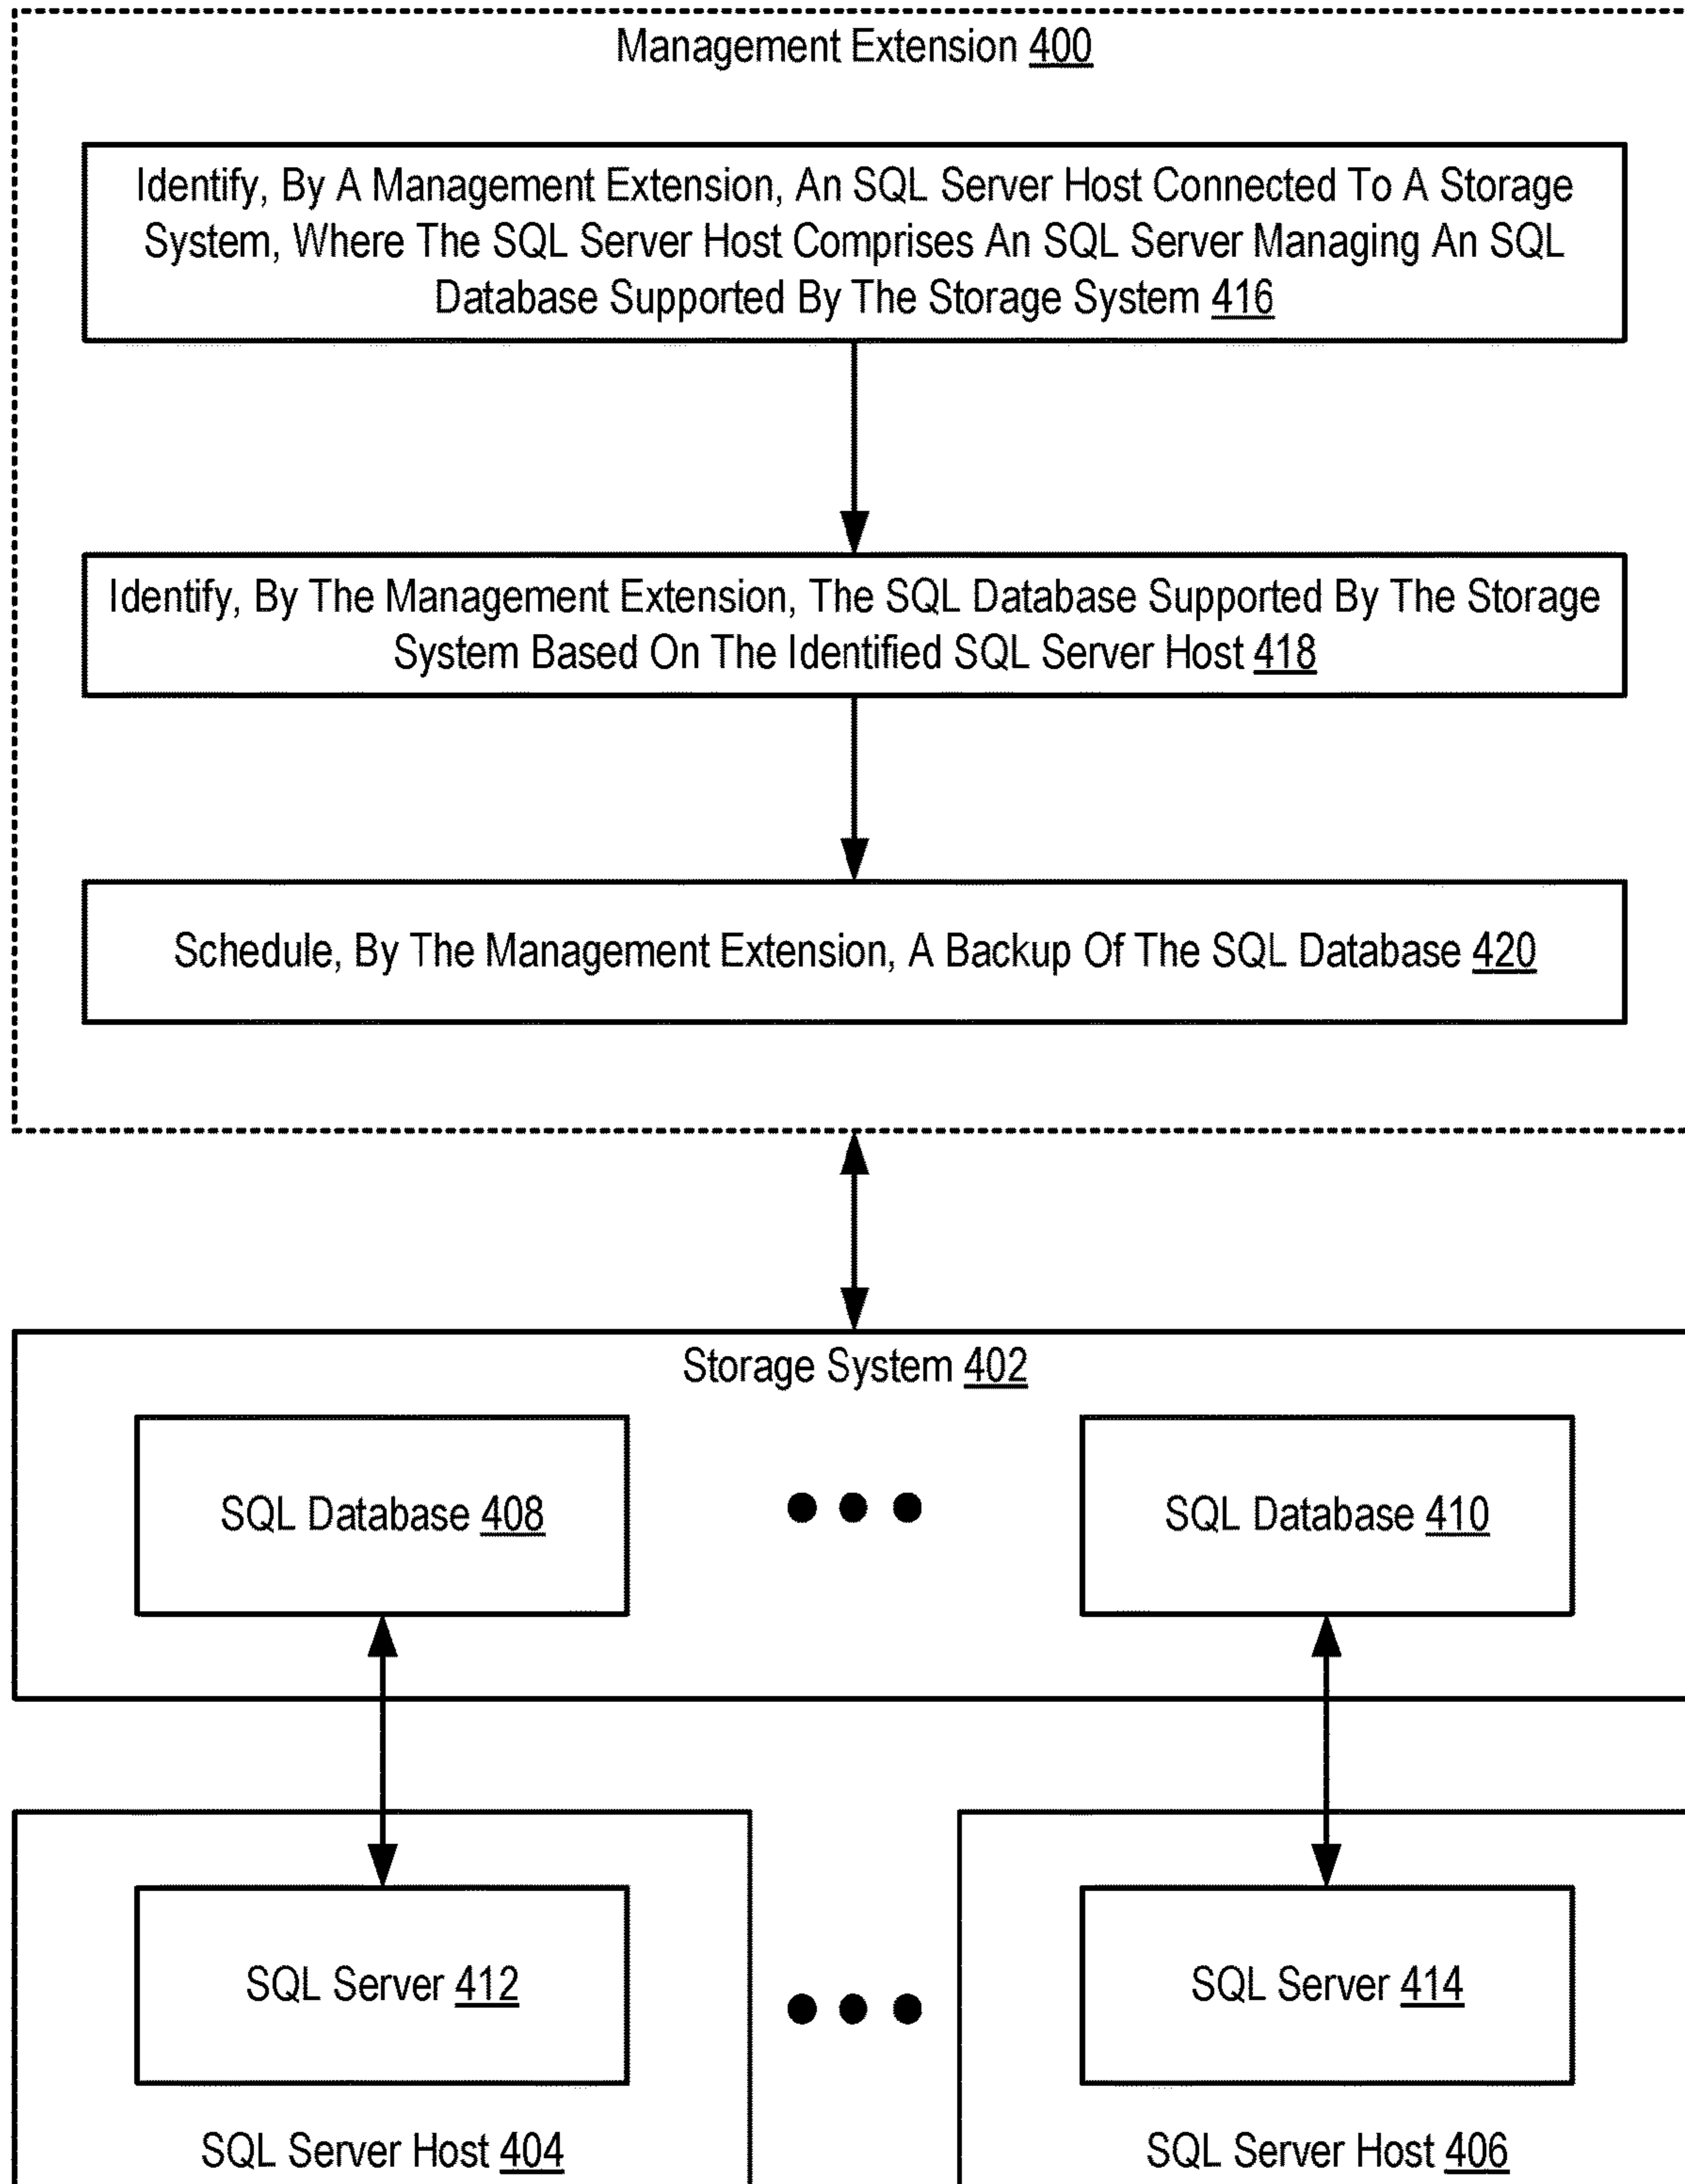 Management Extension 400
Identify, By A Management Extension, An SQL Server Host Connected To A Storage
System, Where The SQL Server Host Comprises An SQL Server Managing An SQL
Database Supported By The Storage System 416
Identify, By The Management Extension, The SQL Database Supported By The Storage
System Based On The Identified SQL Server Host 418
Schedule, By The Management Extension, A Backup Of The SQL Database 420
Storage System 402
SQL Database 408
SQL Database 410
SQL Server 412
SQL Server 414
SQL Server Host 404
SQL Server Host 406